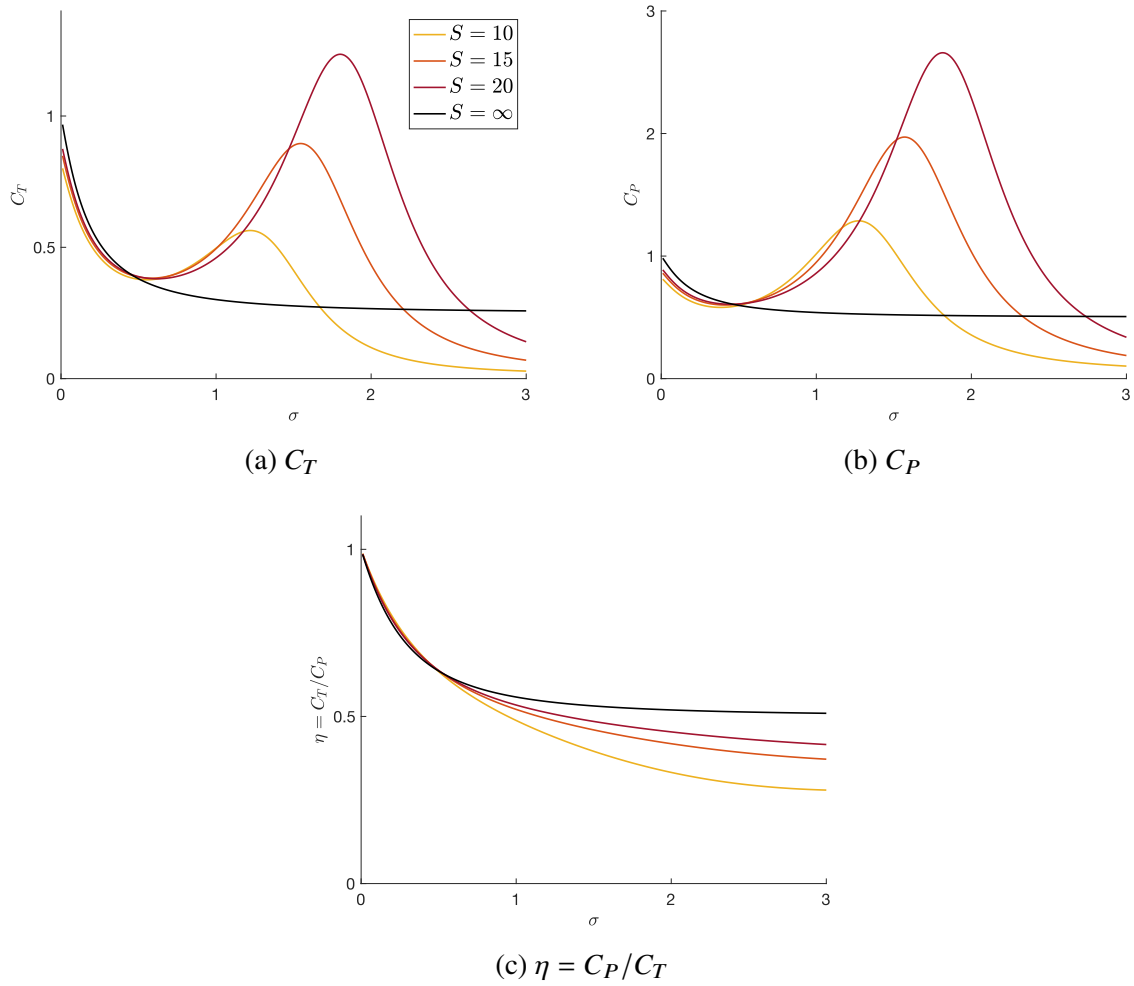 S = 10
S = 15
S = 20
S = ∞
1
0.5
0
C_T
0 1 2 3
σ
(a) C_T
3
2
1
0
C_P
0 1 2 3
σ
(b) C_P
1
0.5
0
η = C_T/C_P
0 1 2 3
σ
(c) η = C_P/C_T